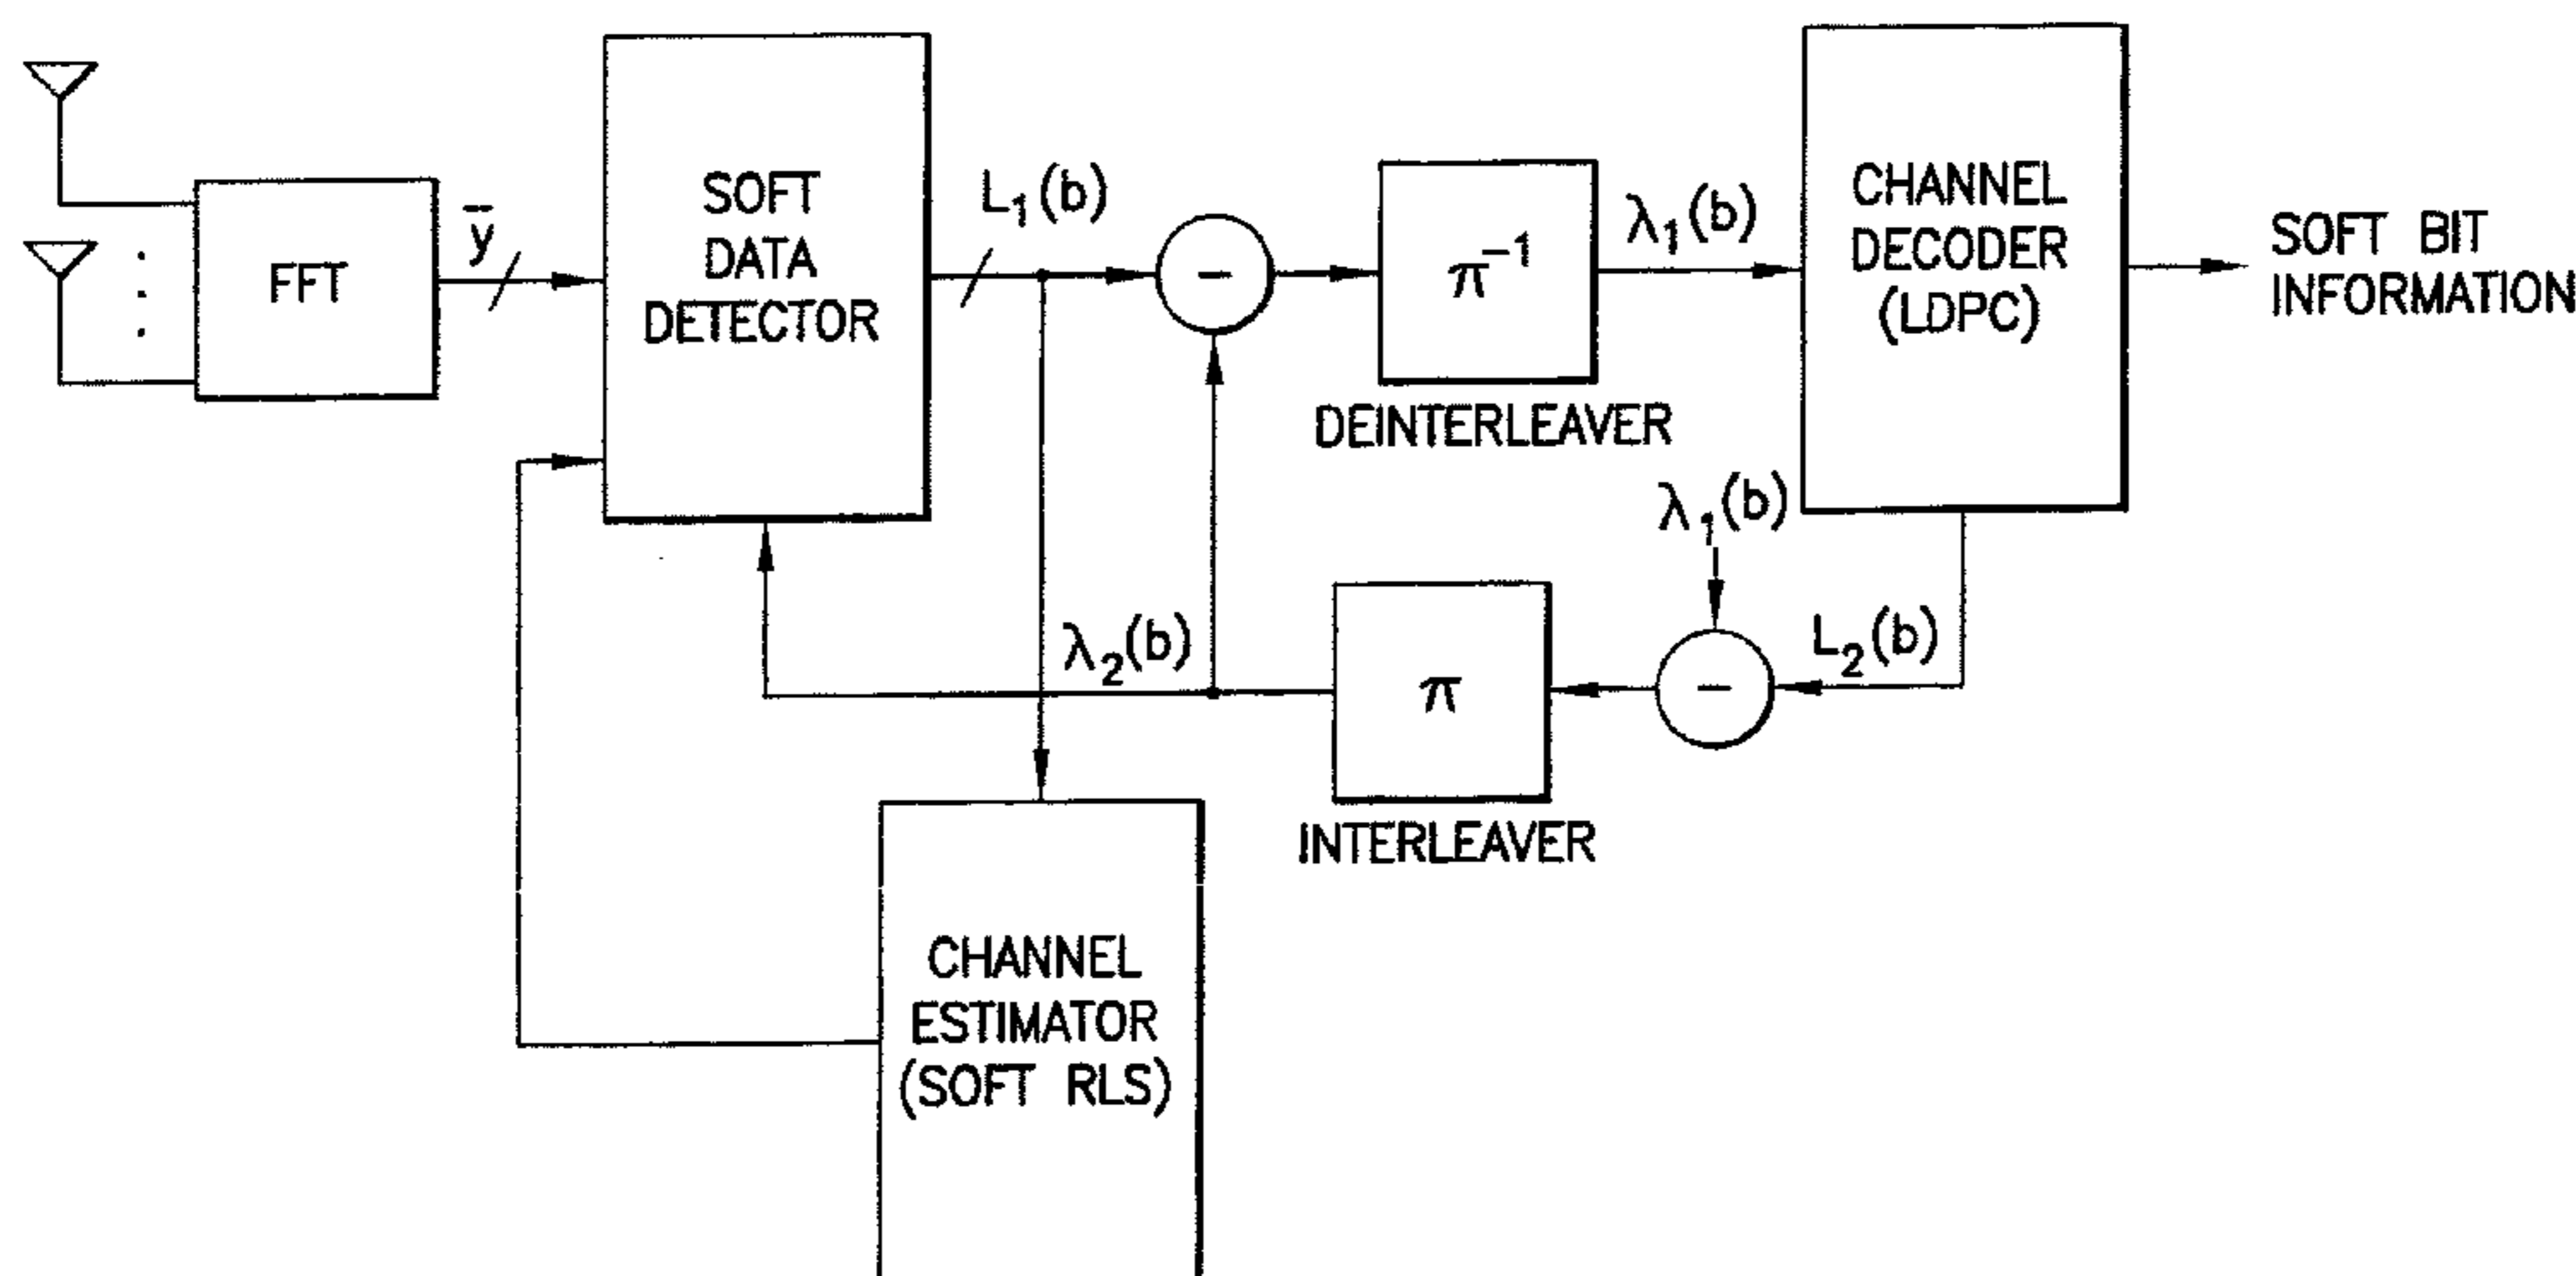 FFT
ȳ
SOFT
DATA
DETECTOR
L₁(b)
-
π⁻¹
DEINTERLEAVER
λ₁(b)
CHANNEL
DECODER
(LDPC)
SOFT BIT
INFORMATION
λ₁(b)
L₂(b)
-
π
INTERLEAVER
λ₂(b)
CHANNEL
ESTIMATOR
(SOFT RLS)